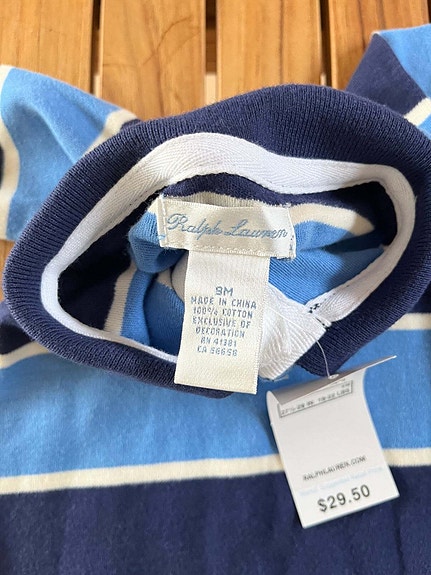 Ralph Lauren
9M
MADE IN CHINA
100% COTTON
EXCLUSIVE OF
DECORATION
RN 41381
CA 56658
RALPHLAUREN.COM
$29.50